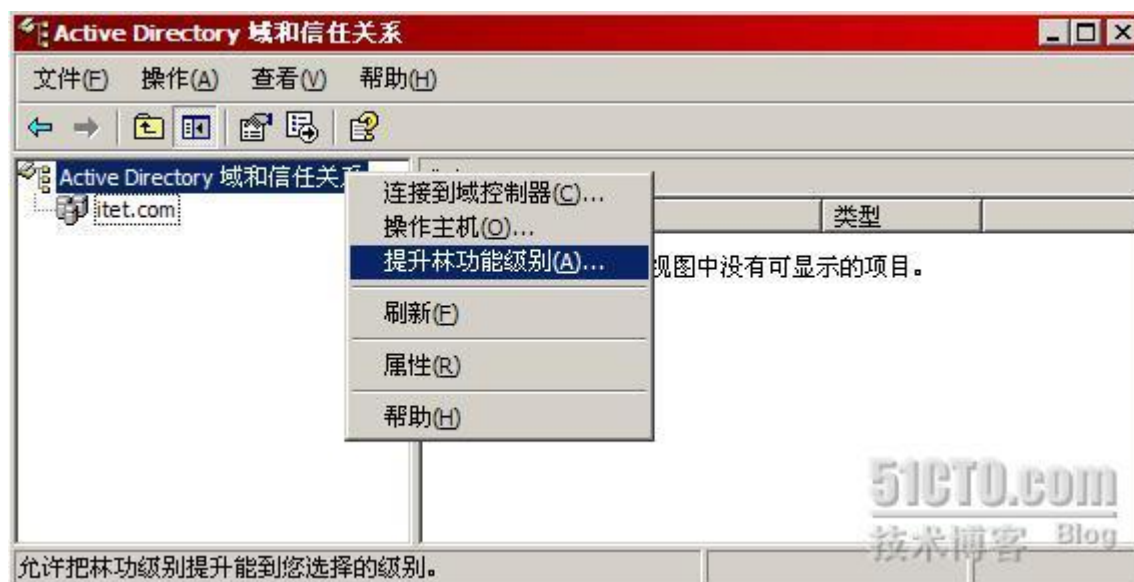 Active Directory 域和信任关系
文件(F) 操作(A) 查看(V) 帮助(H)
Active Directory 域和信任关
itet.com
类型
连接到域控制器(C)...
操作主机(O)...
提升林功能级别(A)...
视图中没有可显示的项目。
刷新(F)
属性(R)
帮助(H)
51CTO.com
技术博客 Blog
允许把林功级别提升能到您选择的级别。